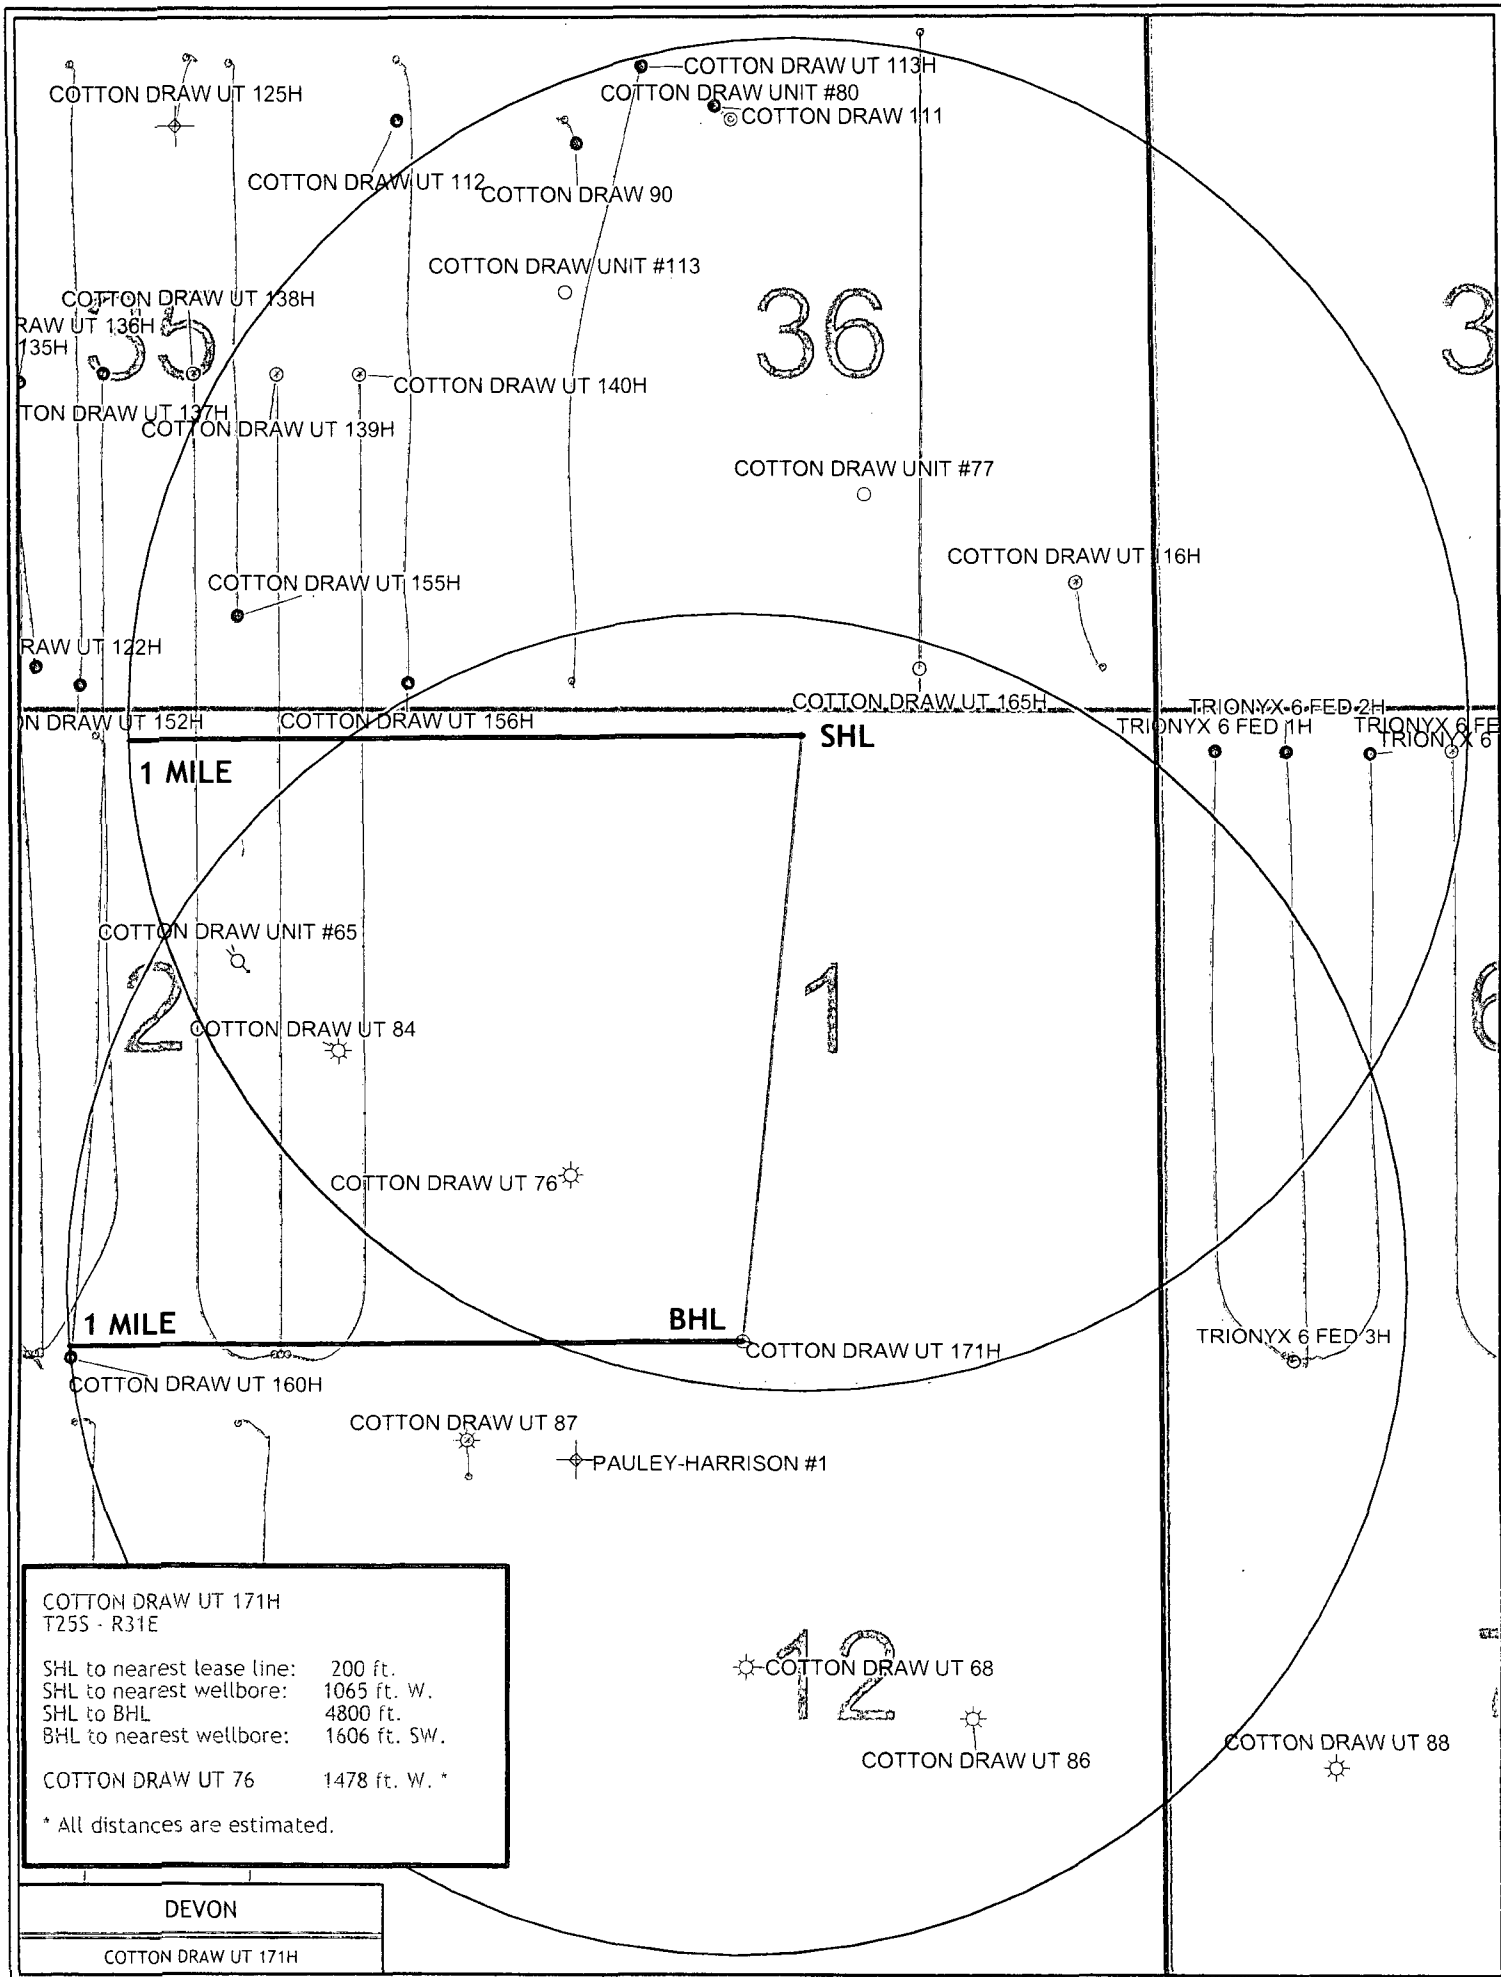 COTTON DRAW UT 113H
COTTON DRAW UNIT #80
COTTON DRAW UT 125H
COTTON DRAW 111
COTTON DRAW UT 112
COTTON DRAW 90
COTTON DRAW UNIT #113
COTTON DRAW UT 138H
RAW UT 136H
135H
35
36
3
COTTON DRAW UT 140H
TON DRAW UT 137H
COTTON DRAW UT 139H
COTTON DRAW UNIT #77
COTTON DRAW UT 116H
COTTON DRAW UT 155H
RAW UT 122H
COTTON DRAW UT 165H
TRIONYX 6 FED 2H
N DRAW UT 152H
COTTON DRAW UT 156H
TRIONYX 6 FED 1H
TRIONYX 6 FE
TRIONYX 6
SHL
1 MILE
COTTON DRAW UNIT #65
2
1
6
COTTON DRAW UT 84
COTTON DRAW UT 76
1 MILE
BHL
COTTON DRAW UT 171H
TRIONYX 6 FED 3H
COTTON DRAW UT 160H
COTTON DRAW UT 87
PAULEY-HARRISON #1
COTTON DRAW UT 171H
T25S - R31E
SHL to nearest lease line: 200 ft.
SHL to nearest wellbore: 1065 ft. W.
SHL to BHL 4800 ft.
BHL to nearest wellbore: 1606 ft. SW.
COTTON DRAW UT 76 1478 ft. W. *
* All distances are estimated.
12
COTTON DRAW UT 68
COTTON DRAW UT 86
COTTON DRAW UT 88
DEVON
COTTON DRAW UT 171H